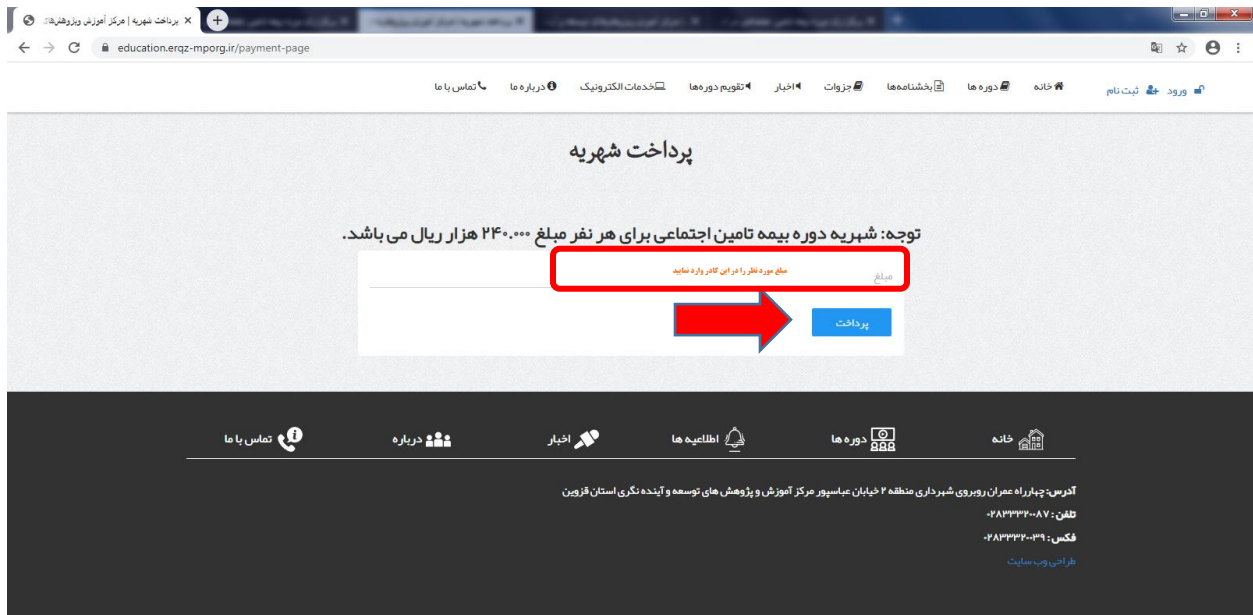 پرداخت شهریه | مرکز آموزش وپژوهش‌ها
education.erqz-mporg.ir/payment-page
ورود ثبت نام
خانه دوره ها بخشنامه‌ها جزوات اخبار تقویم دوره‌ها خدمات الکترونیک درباره ما تماس با ما
پرداخت شهریه
توجه: شهریه دوره بیمه تامین اجتماعی برای هر نفر مبلغ ۲۴۰.۰۰۰ هزار ریال می باشد.
مبلغ
مبلغ مورد نظر را در این کادر وارد نمایید
پرداخت
خانه دوره ها اطلاعیه ها اخبار درباره تماس با ما
آدرس: چهارراه عمران روبروی شهرداری منطقه ۲ خیابان عباسپور مرکز آموزش و پژوهش های توسعه و آینده نگری استان قزوین
تلفن: ۰۲۸۳۳۳۲۰۰۸۷
فکس: ۰۲۸۳۳۳۲۰۰۳۹
طراحی وب سایت